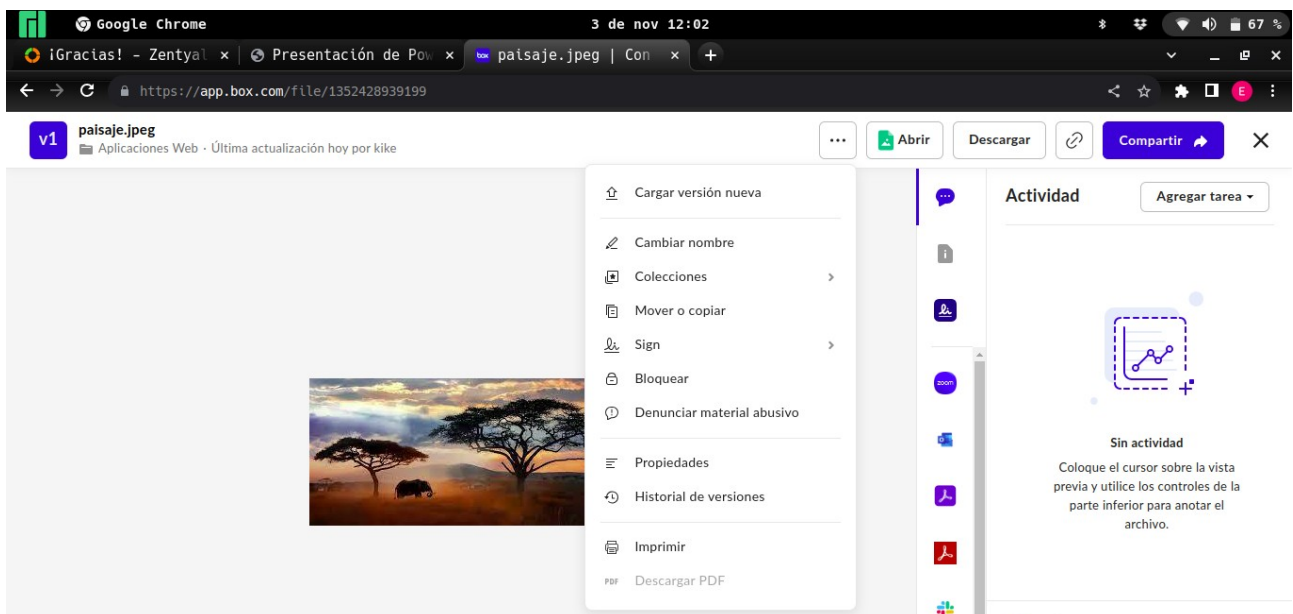 Google Chrome
3 de nov 12:02
67 %
¡Gracias! - Zentyal
Presentación de Pow
paisaje.jpeg | Con
https://app.box.com/file/1352428939199
E
v1
paisaje.jpeg
Aplicaciones Web · Última actualización hoy por kike
Abrir
Descargar
Compartir
Cargar versión nueva
Cambiar nombre
Colecciones
Mover o copiar
Sign
Bloquear
Denunciar material abusivo
Propiedades
Historial de versiones
Imprimir
PDF Descargar PDF
zoom
Actividad
Agregar tarea
Sin actividad
Coloque el cursor sobre la vista
previa y utilice los controles de la
parte inferior para anotar el
archivo.